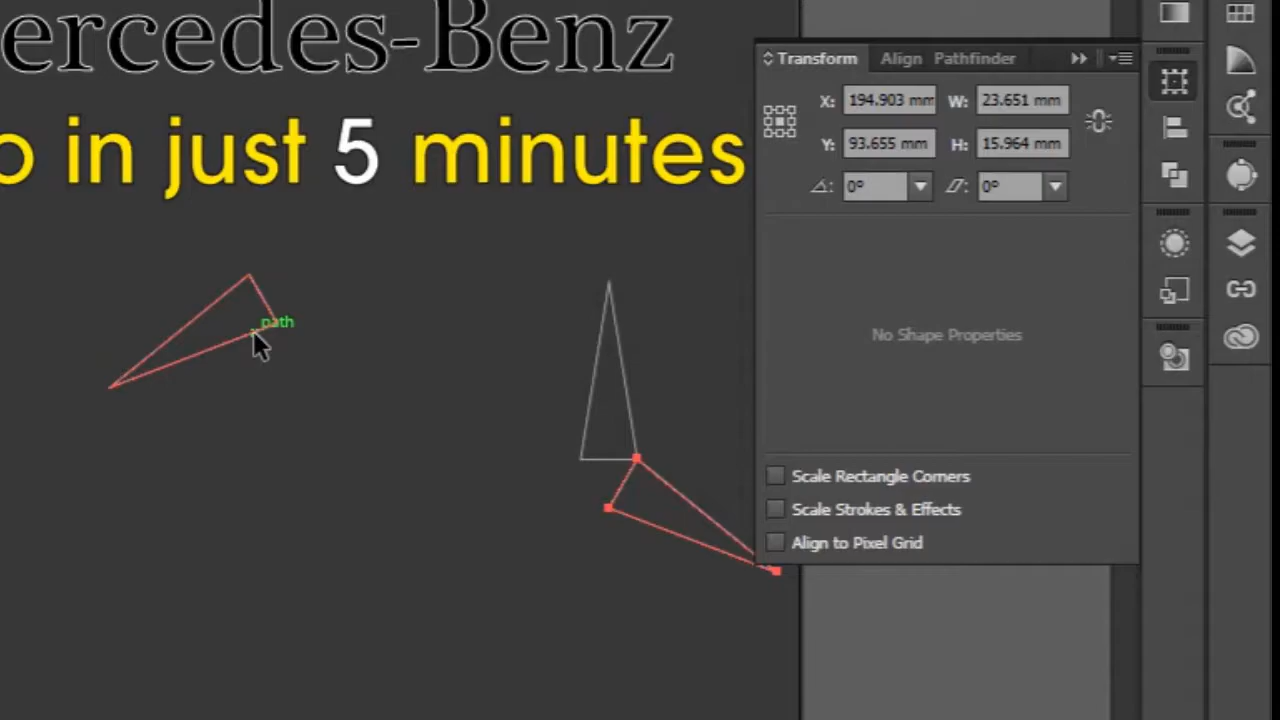 ercedes-Benz
o in just 5 minutes
Transform Align Pathfinder
X: 194.903 mm W: 23.651 mm
Y: 93.655 mm H: 15.964 mm
0° 0°
path
No Shape Properties
Scale Rectangle Corners
Scale Strokes & Effects
Align to Pixel Grid